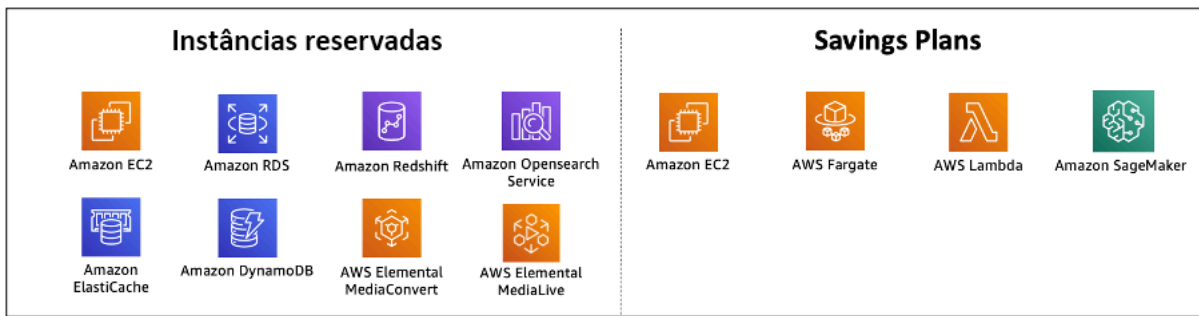 Instâncias reservadas
Amazon EC2
Amazon RDS
Amazon Redshift
Amazon Opensearch
Service
Amazon
ElastiCache
Amazon DynamoDB
AWS Elemental
MediaConvert
AWS Elemental
MediaLive
Savings Plans
Amazon EC2
AWS Fargate
AWS Lambda
Amazon SageMaker